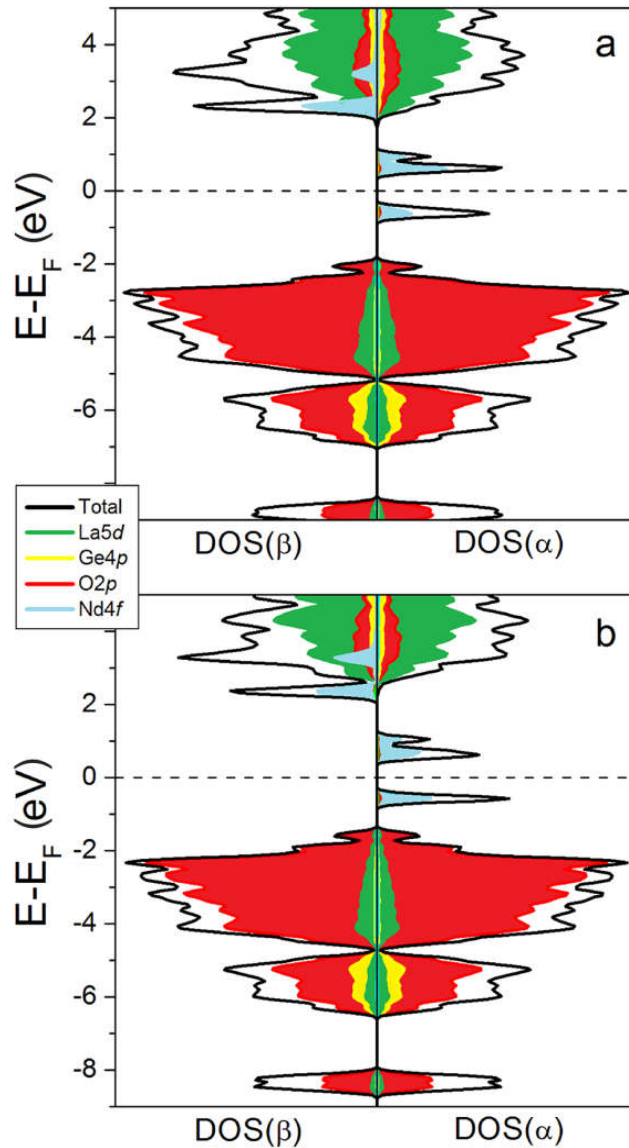 a
4
2
0
-2
-4
-6
E-E_F (eV)
Total
La5d
Ge4p
O2p
Nd4f
DOS(β) DOS(α)
b
2
0
-2
-4
-6
-8
E-E_F (eV)
DOS(β) DOS(α)